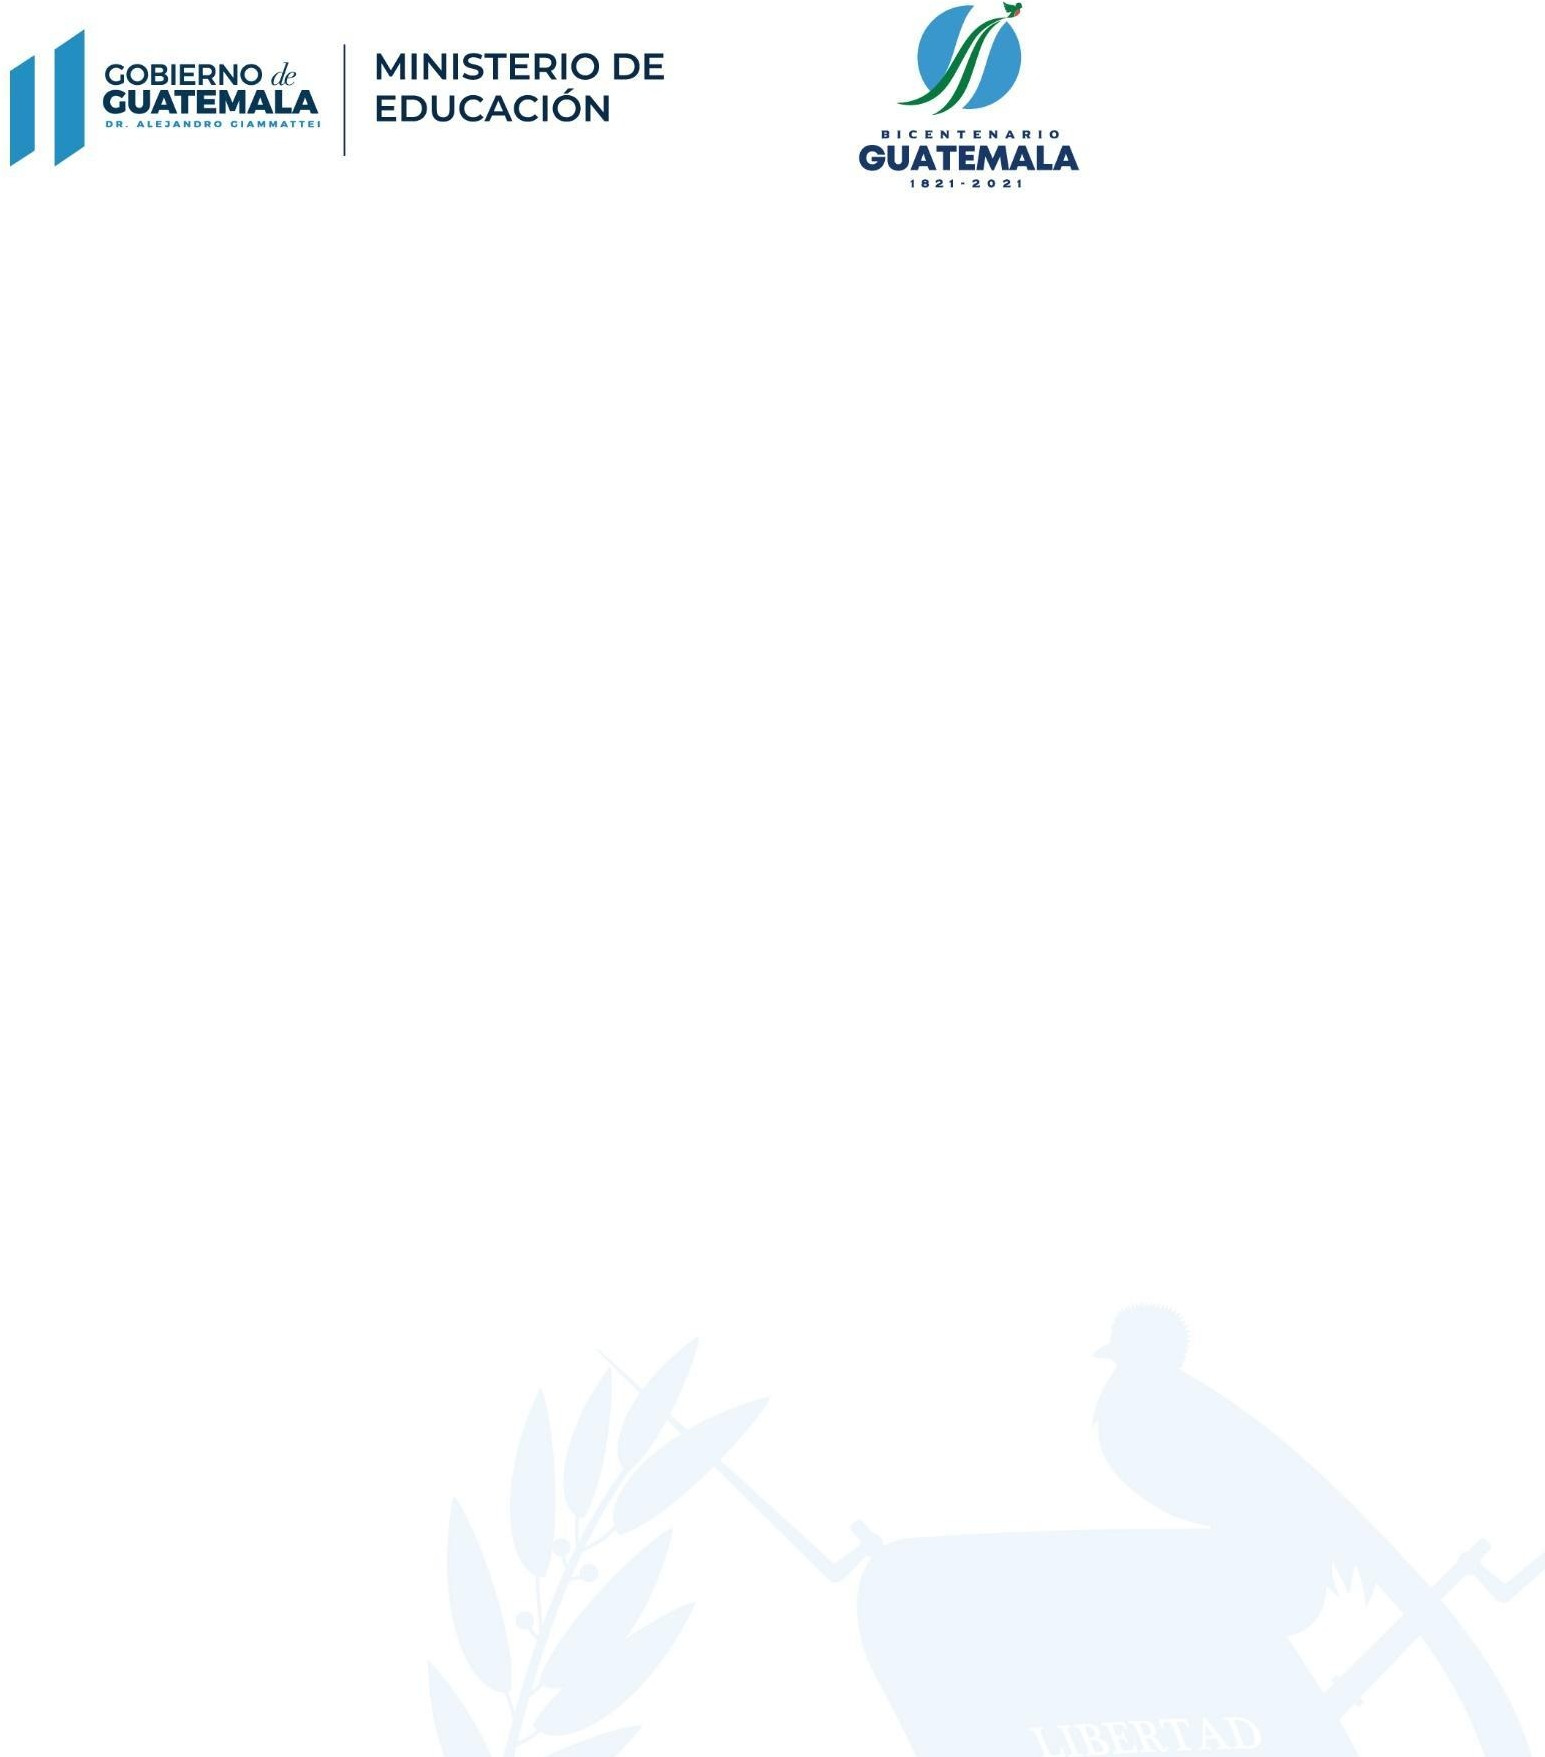 GOBIERNO de
GUATEMALA
DR. ALEJANDRO GIAMMATTEI
MINISTERIO DE
EDUCACIÓN
BICENTENARIO
GUATEMALA
1821-2021
LIBERTAD